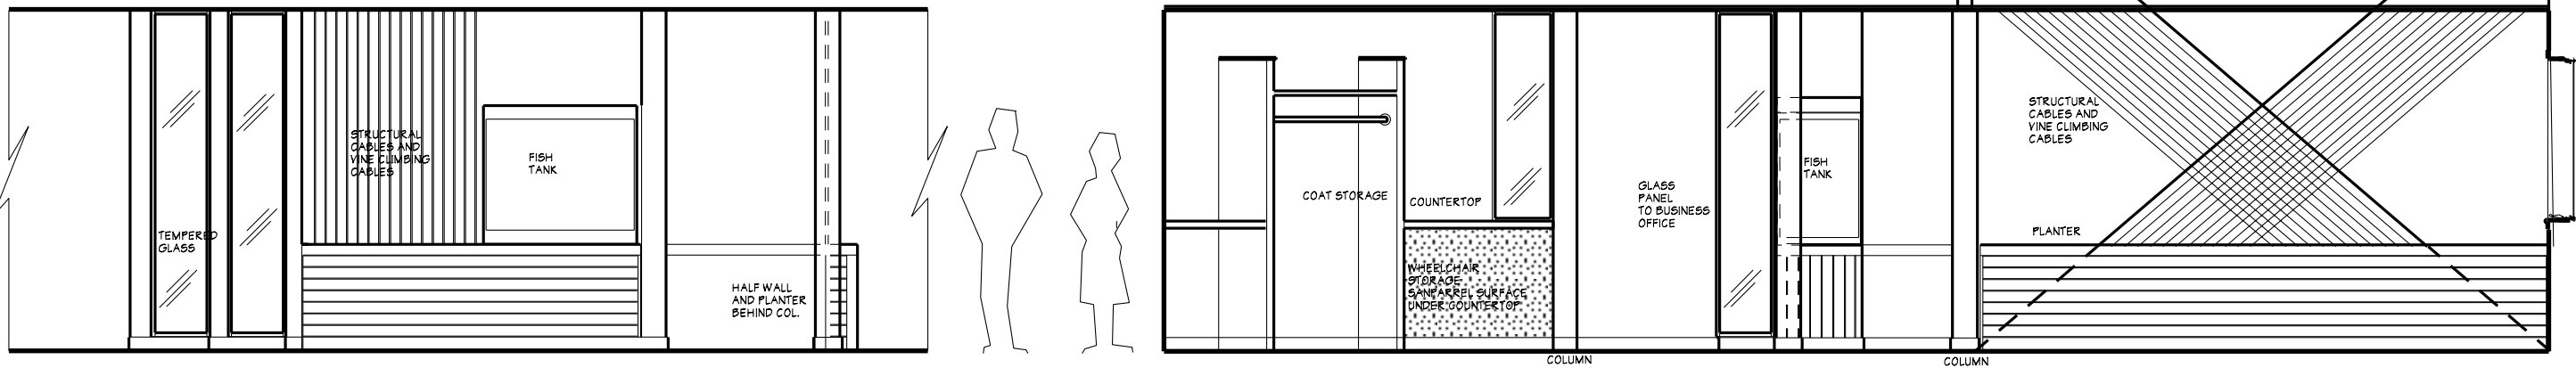 STRUCTURAL
CABLES AND
VINE CLIMBING
CABLES
FISH
TANK
TEMPERED
GLASS
HALF WALL
AND PLANTER
BEHIND COL.
COAT STORAGE
COUNTERTOP
WHEELCHAIR
STORAGE
SANPARREL SURFACE
UNDER COUNTERTOP
COLUMN
GLASS
PANEL
TO BUSINESS
OFFICE
FISH
TANK
COLUMN
STRUCTURAL
CABLES AND
VINE CLIMBING
CABLES
PLANTER